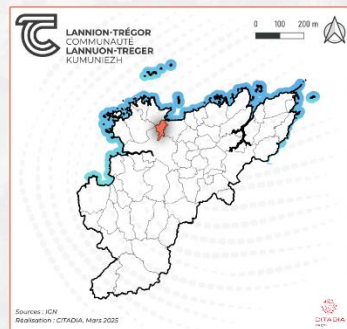 LANNION-TRÉGOR
COMMUNAUTÉ
LANNUON-TREGER
KUMUNIEZH
0 100 200 m
Sources : IGN
Réalisation : CITADIA, Mars 2025
CITADIA